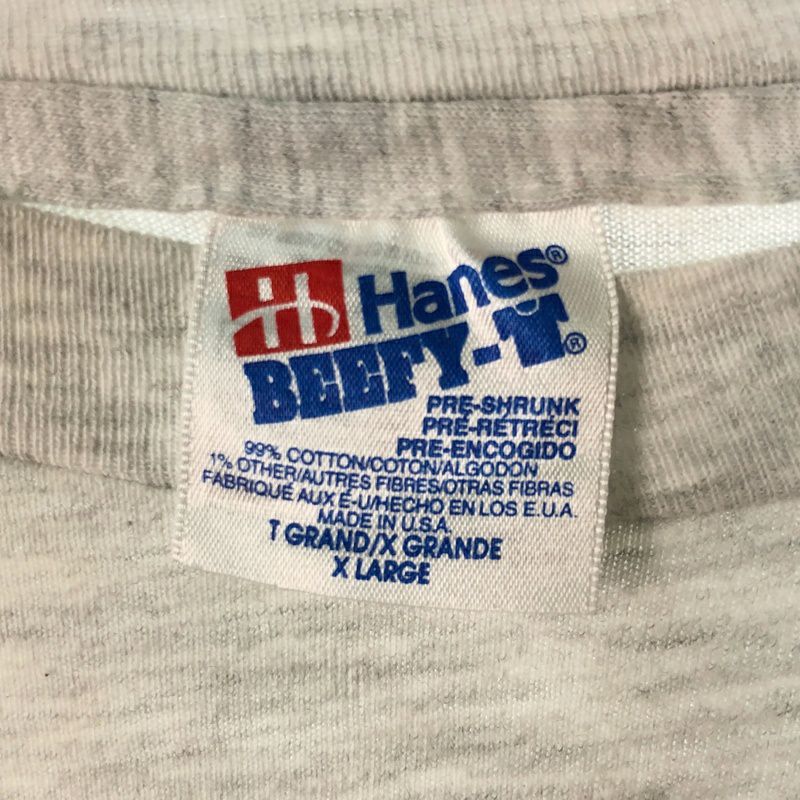 H Hanes®
BEEFY-T®
PRE-SHRUNK
PRÉ-RÉTRECI
PRE-ENCOGIDO
99% COTTON/COTON/ALGODON
1% OTHER/AUTRES FIBRES/OTRAS FIBRAS
FABRIQUÉ AUX É-U/HECHO EN LOS E.U.A.
MADE IN U.S.A.
T GRAND/X GRANDE
X LARGE